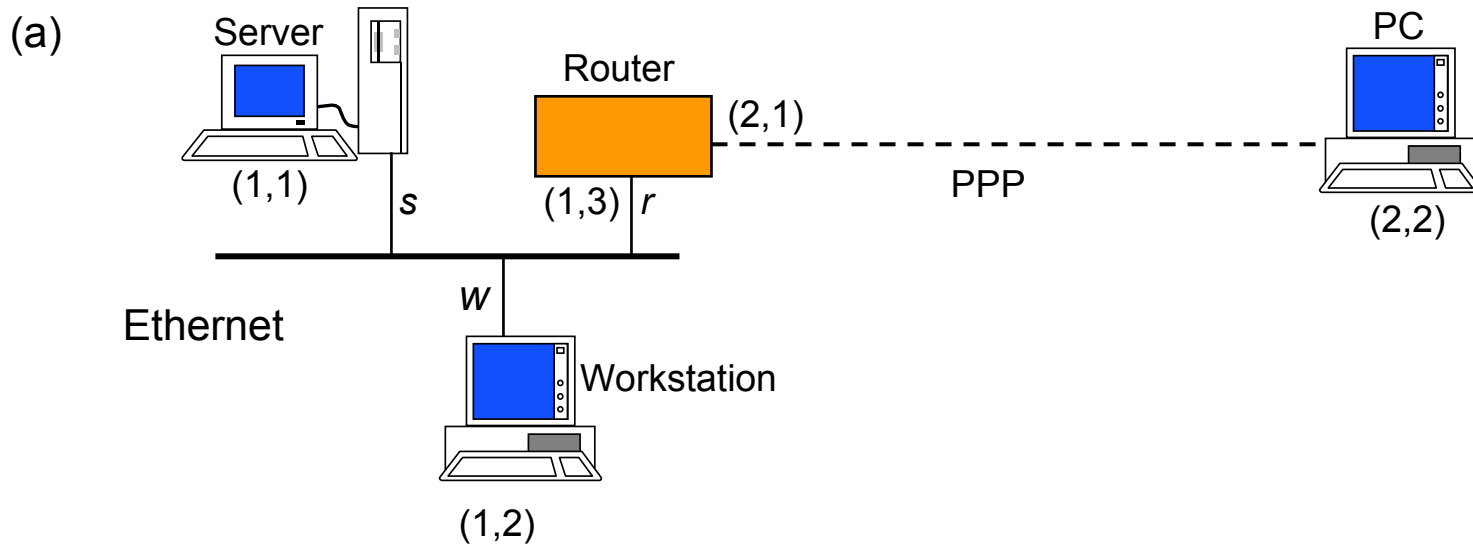 (a)
Server
(1,1)
s
Router
(1,3)
r
(2,1)
PPP
PC
(2,2)
Ethernet
w
Workstation
(1,2)